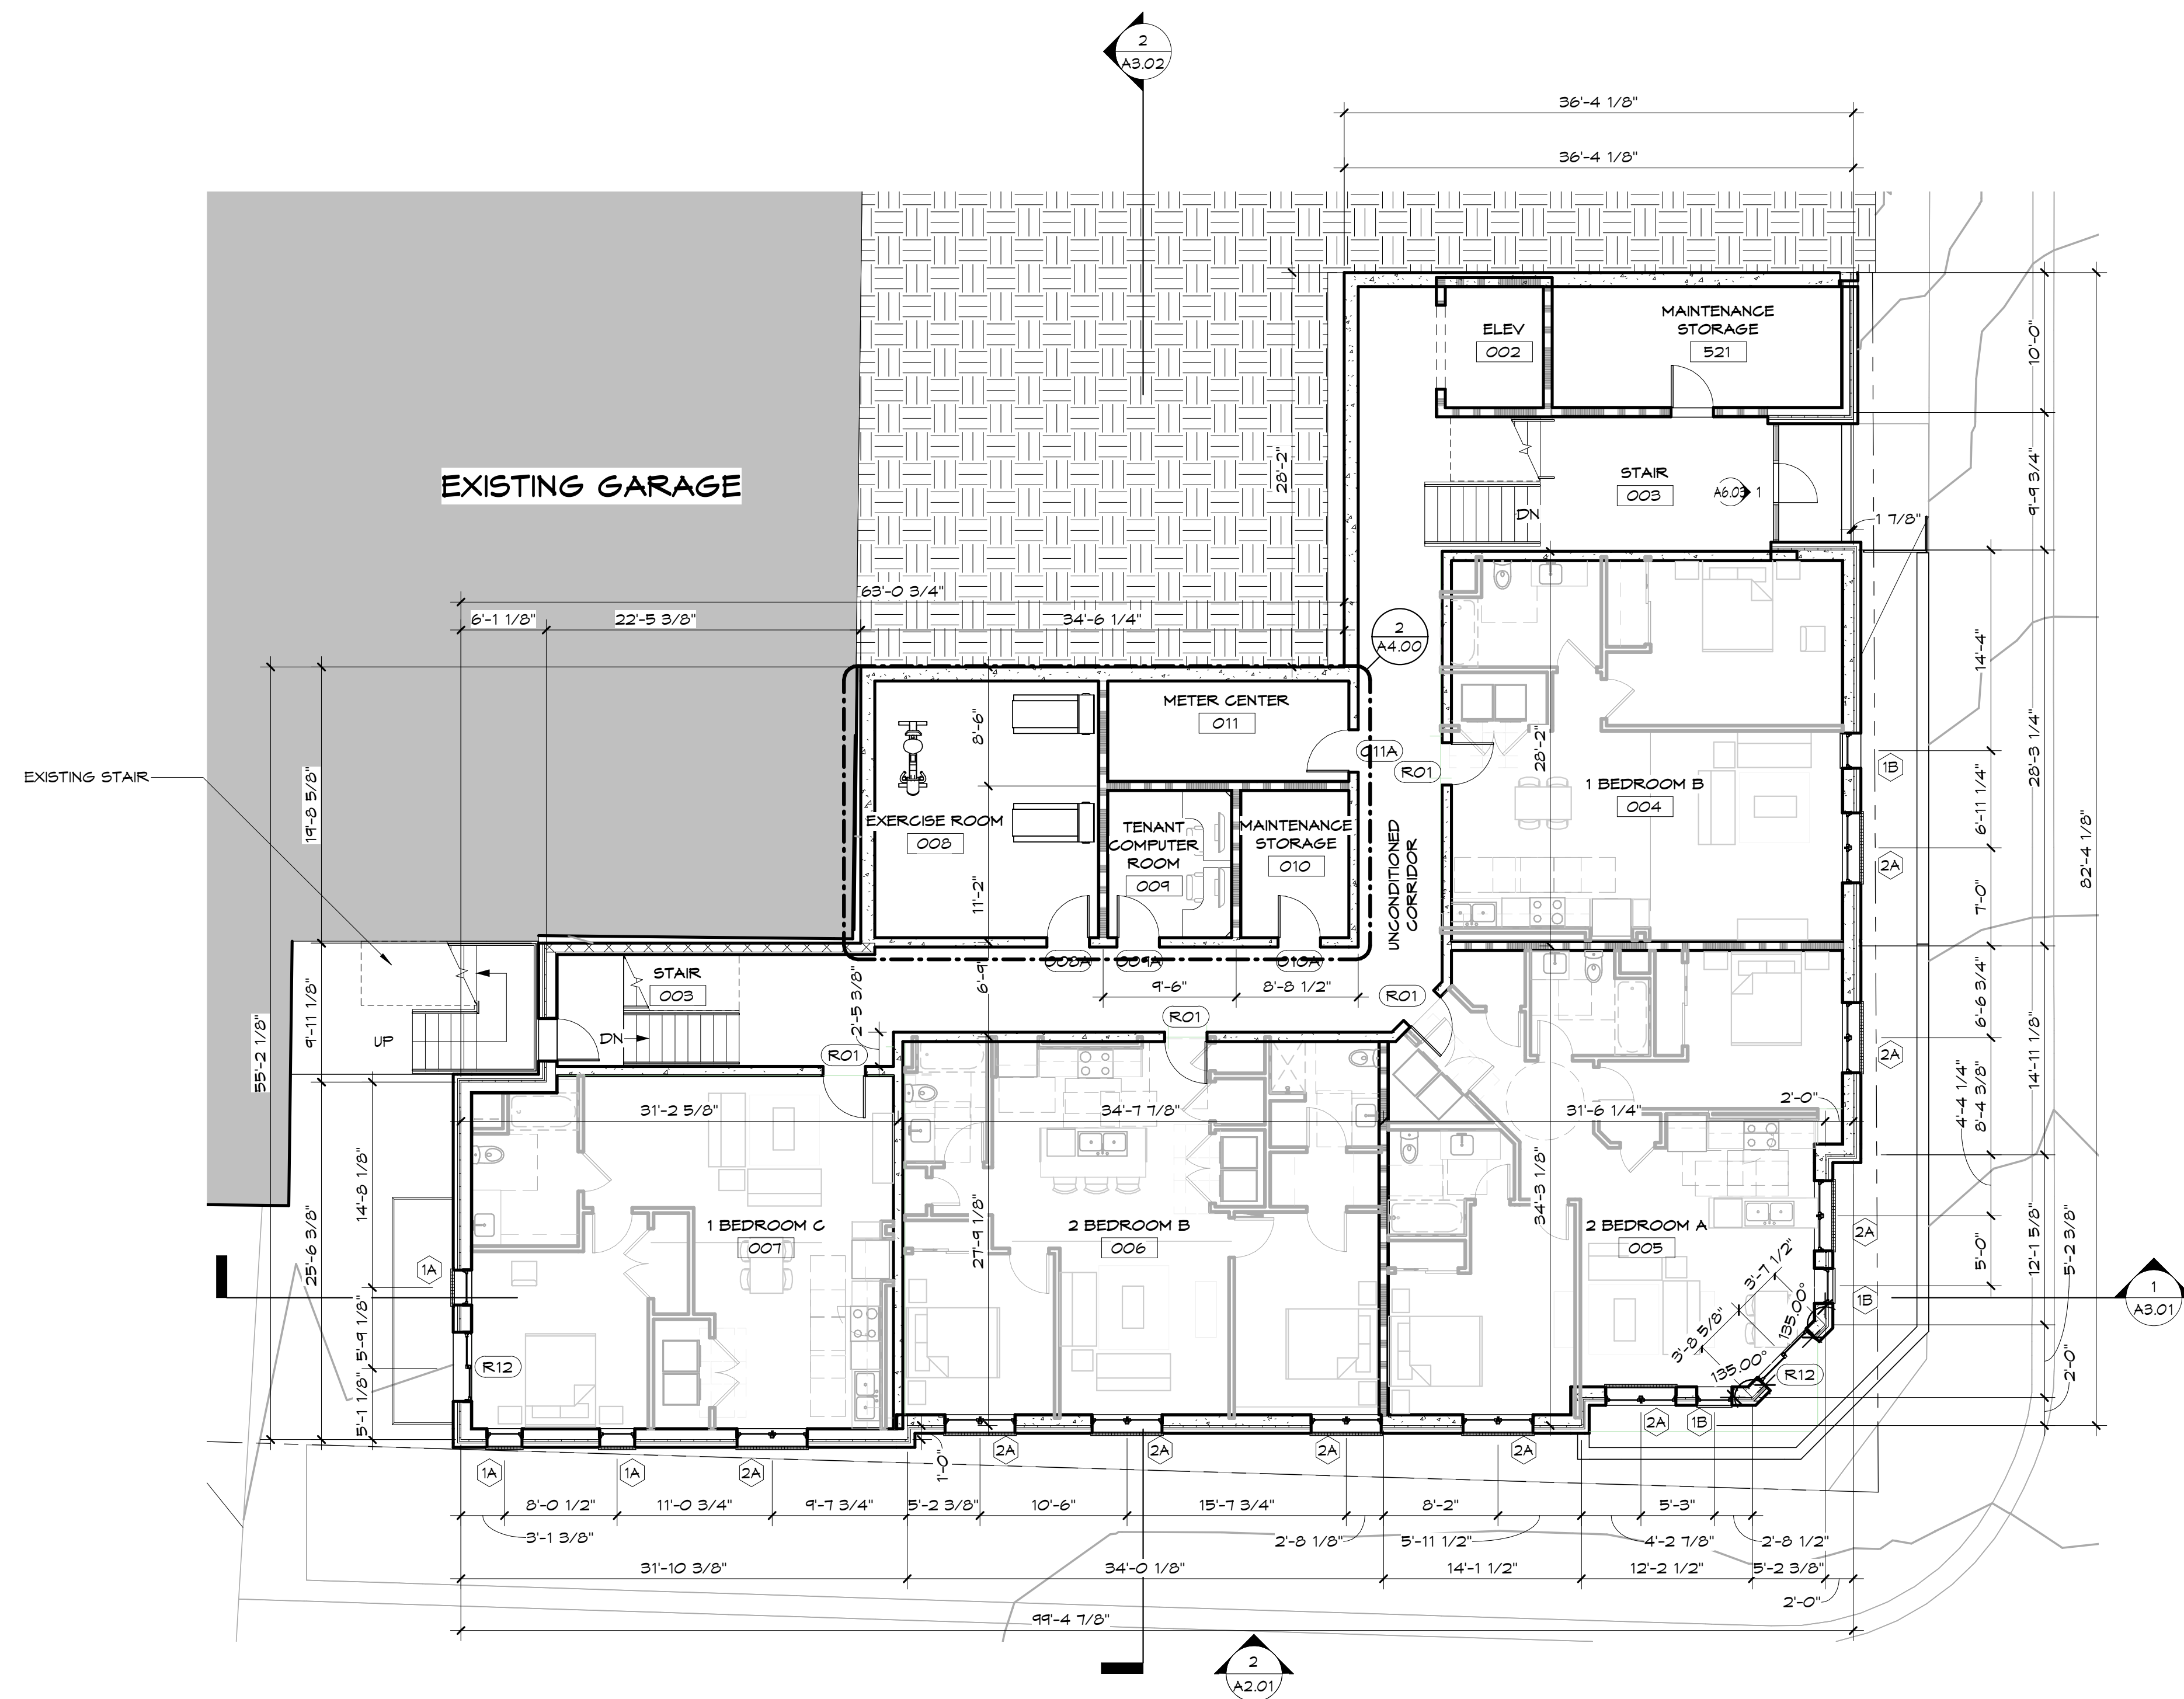 2
A3.02
36'-4 1/8"
36'-4 1/8"
MAINTENANCE
STORAGE
521
ELEV
002
10'-0"
EXISTING GARAGE
28'-2"
STAIR
003
A6.03
1
DN
9'-9 3/4"
1 7/8"
63'-0 3/4"
6'-1 1/8"
22'-5 3/8"
34'-6 1/4"
2
A4.00
14'-4"
METER CENTER
011
011A
R01
8'-6"
28'-2"
28'-3 1/4"
EXISTING STAIR
19'-8 5/8"
1 BEDROOM B
004
1B
6'-11 1/4"
EXERCISE ROOM
008
TENANT
COMPUTER
ROOM
009
MAINTENANCE
STORAGE
010
UNCONDITIONED
CORRIDOR
2A
82'-4 1/8"
11'-2"
7'-0"
008A
009A
010A
STAIR
003
DN
UP
2'-5 3/8"
6'-9"
9'-6"
8'-8 1/2"
R01
R01
R01
9'-11 1/8"
55'-2 1/8"
6'-6 3/4"
2A
14'-11 1/8"
4'-4 1/4"
8'-4 3/8"
2'-0"
31'-2 5/8"
34'-7 7/8"
31'-6 1/4"
14'-8 1/8"
25'-6 3/8"
1 BEDROOM C
007
27'-9 1/8"
2 BEDROOM B
006
34'-3 1/8"
2 BEDROOM A
005
2A
5'-0"
12'-1 5/8"
5'-2 3/8"
1A
3'-7 1/2"
3'-8 5/8"
135.00°
135.00°
1B
1
A3.01
5'-9 1/8"
R12
R12
2'-0"
5'-1 1/8"
2A
1B
1A
1A
2A
1'-0"
2A
2A
2A
2A
8'-0 1/2"
11'-0 3/4"
9'-7 3/4"
5'-2 3/8"
10'-6"
15'-7 3/4"
8'-2"
5'-3"
3'-1 3/8"
2'-8 1/8"
5'-11 1/2"
4'-2 7/8"
2'-8 1/2"
31'-10 3/8"
34'-0 1/8"
14'-1 1/2"
12'-2 1/2"
5'-2 3/8"
2'-0"
99'-4 7/8"
2
A2.01